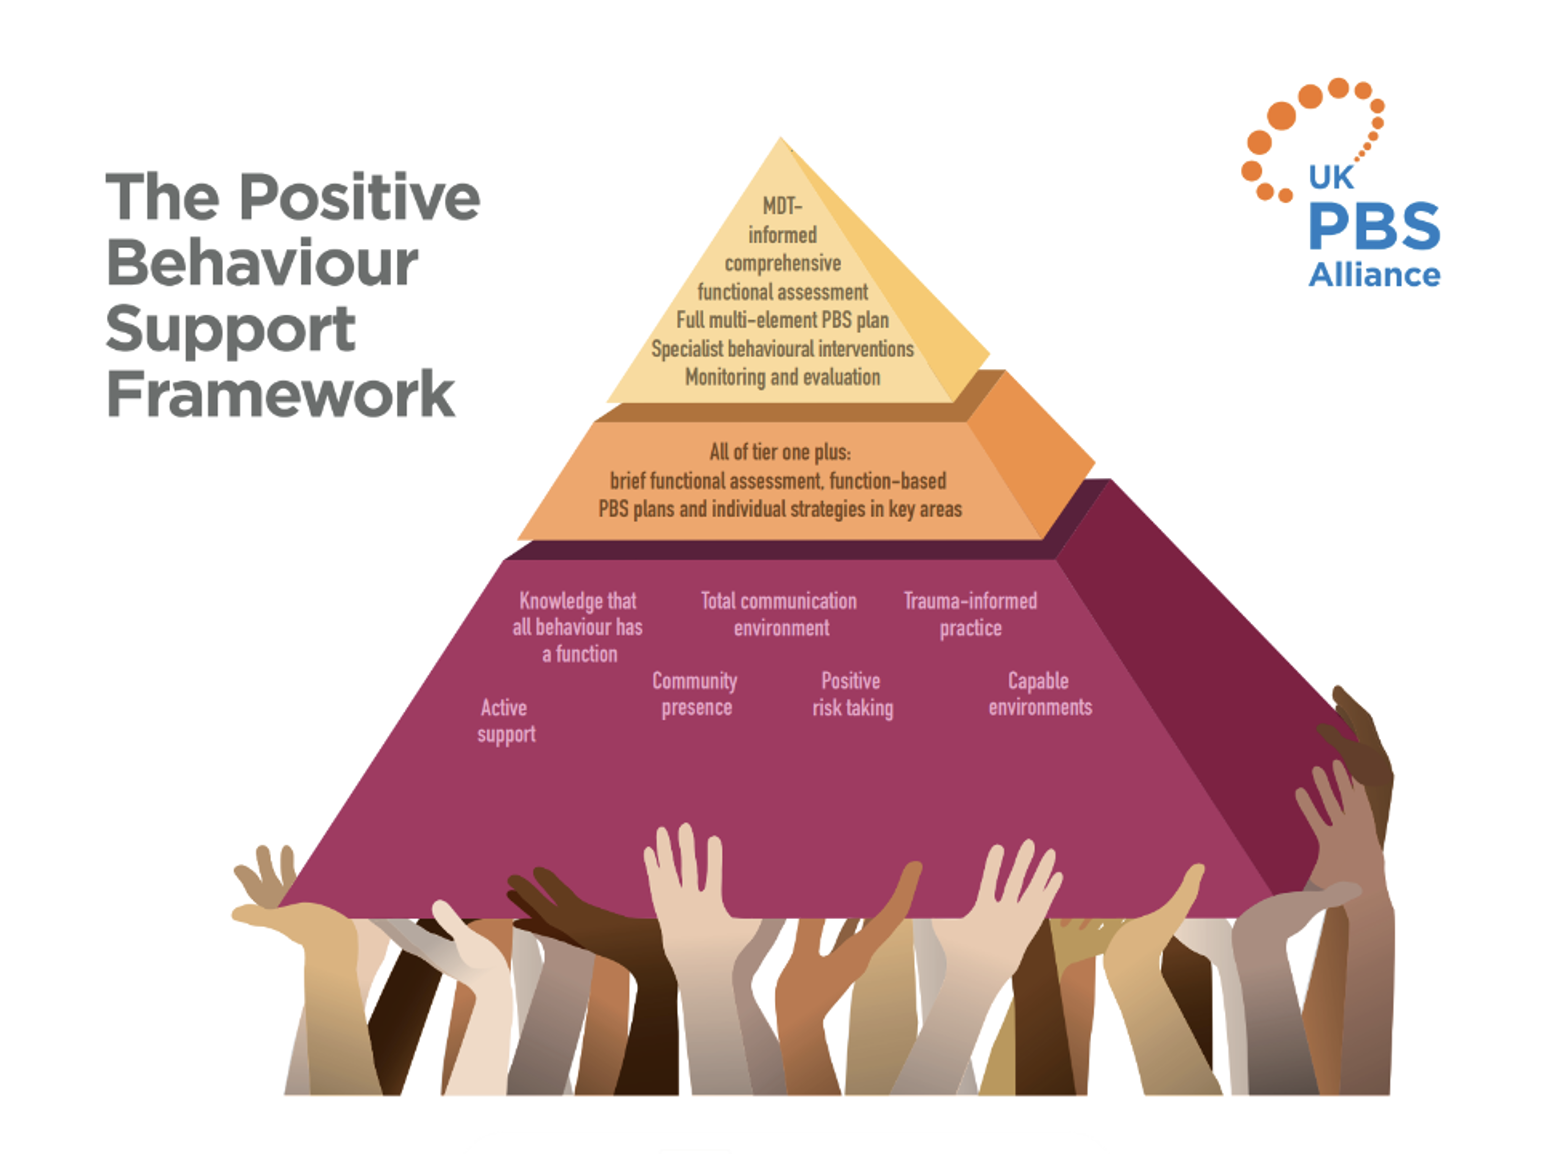 The Positive
Behaviour
Support
Framework
UK
PBS
Alliance
MDT-
informed
comprehensive
functional assessment
Full multi-element PBS plan
Specialist behavioural interventions
Monitoring and evaluation
All of tier one plus:
brief functional assessment, function-based
PBS plans and individual strategies in key areas
Knowledge that
all behaviour has
a function
Total communication
environment
Trauma-informed
practice
Community
presence
Positive
risk taking
Capable
environments
Active
support